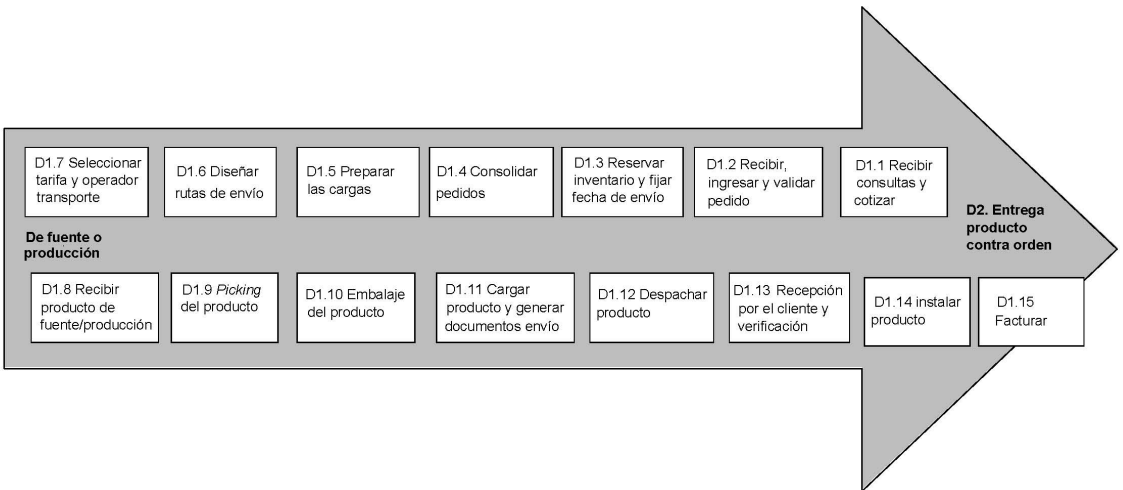 D1.7 Seleccionar
tarifa y operador
transporte
D1.6 Diseñar
rutas de envío
D1.5 Preparar
las cargas
D1.4 Consolidar
pedidos
D1.3 Reservar
inventario y fijar
fecha de envío
D1.2 Recibir,
ingresar y validar
pedido
D1.1 Recibir
consultas y
cotizar
D2. Entrega
producto
contra orden
De fuente o
producción
D1.8 Recibir
producto de
fuente/producción
D1.9 Picking
del producto
D1.10 Embalaje
del producto
D1.11 Cargar
producto y generar
documentos envío
D1.12 Despachar
producto
D1.13 Recepción
por el cliente y
verificación
D1.14 instalar
producto
D1.15
Facturar